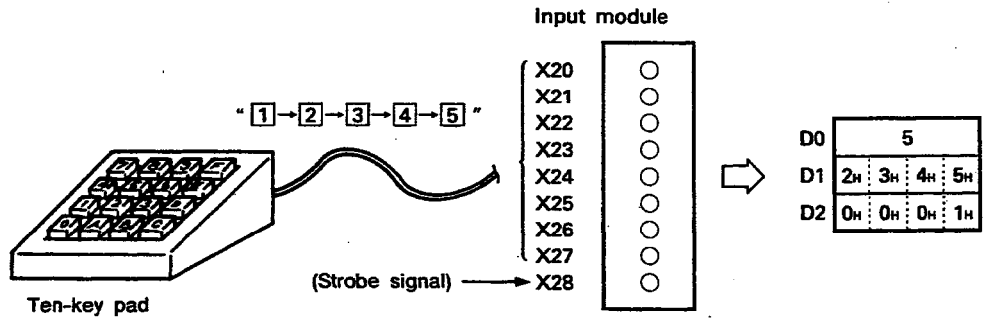 Input module
X20
X21
X22
X23
X24
X25
X26
X27
(Strobe signal) X28
“ 1 → 2 → 3 → 4 → 5 ”
D0 5
D1 2H 3H 4H 5H
D2 0H 0H 0H 1H
Ten-key pad